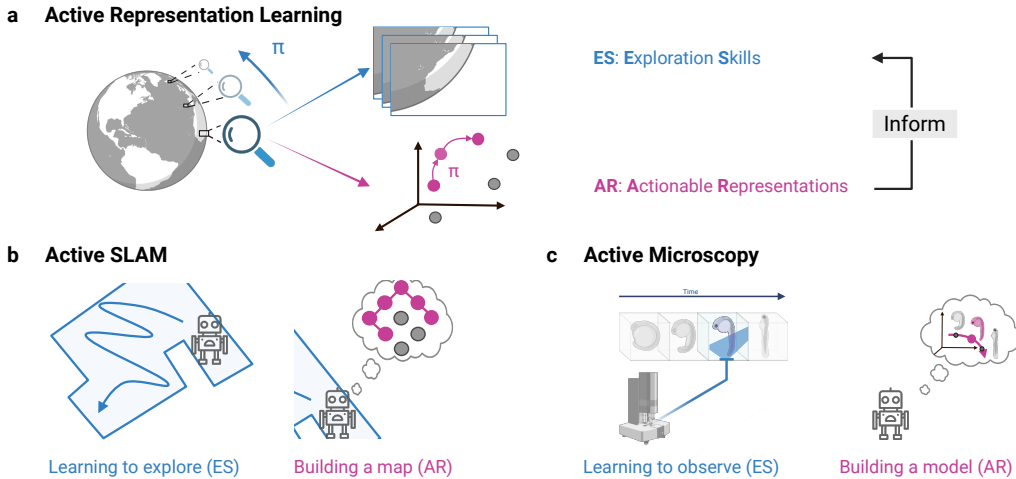 a Active Representation Learning
π
π
ES: Exploration Skills
Inform
AR: Actionable Representations
b Active SLAM
c Active Microscopy
Time
Learning to explore (ES)
Building a map (AR)
Learning to observe (ES)
Building a model (AR)